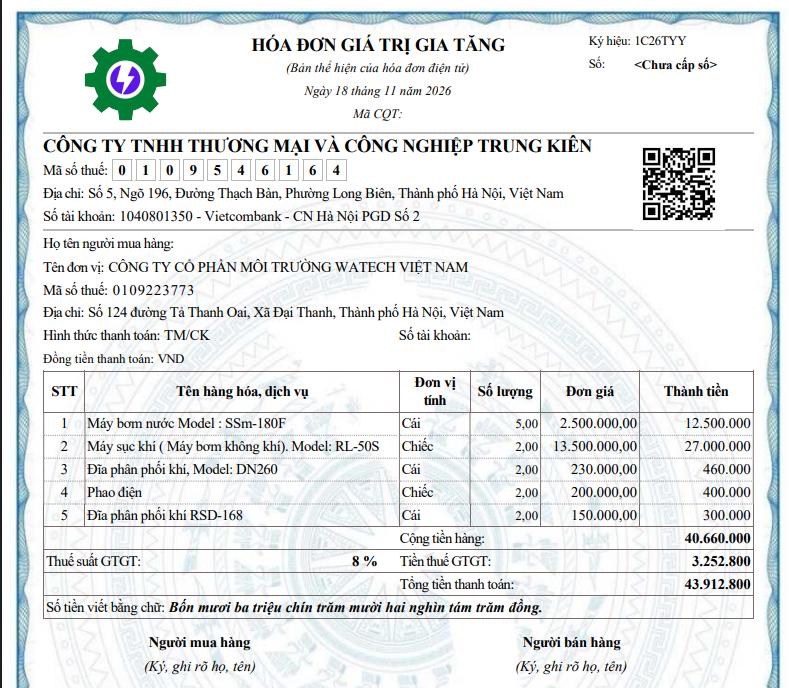 HÓA ĐƠN GIÁ TRỊ GIA TĂNG
(Bản thể hiện của hóa đơn điện tử)
Ngày 18 tháng 11 năm 2026
Mã CQT:
Ký hiệu: 1C26TYY
Số: <Chưa cấp số>
CÔNG TY TNHH THƯƠNG MẠI VÀ CÔNG NGHIỆP TRUNG KIÊN
Mã số thuế: 0 1 0 9 5 4 6 1 6 4
Địa chỉ: Số 5, Ngõ 196, Đường Thạch Bàn, Phường Long Biên, Thành phố Hà Nội, Việt Nam
Số tài khoản: 1040801350 - Vietcombank - CN Hà Nội PGD Số 2
Họ tên người mua hàng:
Tên đơn vị: CÔNG TY CỔ PHẦN MÔI TRƯỜNG WATECH VIỆT NAM
Mã số thuế: 0109223773
Địa chỉ: Số 124 đường Tả Thanh Oai, Xã Đại Thanh, Thành phố Hà Nội, Việt Nam
Hình thức thanh toán: TM/CK Số tài khoản:
Đồng tiền thanh toán: VND
STT Tên hàng hóa, dịch vụ Đơn vị tính Số lượng Đơn giá Thành tiền
1 Máy bơm nước Model : SSm-180F Cái 5,00 2.500.000,00 12.500.000
2 Máy sục khí ( Máy bơm không khí). Model: RL-50S Chiếc 2,00 13.500.000,00 27.000.000
3 Đĩa phân phối khí, Model: DN260 Cái 2,00 230.000,00 460.000
4 Phao điện Chiếc 2,00 200.000,00 400.000
5 Đĩa phân phối khí RSD-168 Cái 2,00 150.000,00 300.000
Cộng tiền hàng: 40.660.000
Thuế suất GTGT: 8 % Tiền thuế GTGT: 3.252.800
Tổng tiền thanh toán: 43.912.800
Số tiền viết bằng chữ: Bốn mươi ba triệu chín trăm mười hai nghìn tám trăm đồng.
Người mua hàng Người bán hàng
(Ký, ghi rõ họ, tên) (Ký, ghi rõ họ, tên)